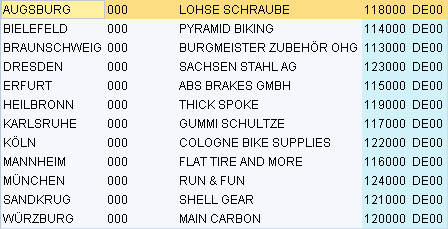 AUGSBURG 000 LOHSE SCHRAUBE 118000 DE00
BIELEFELD 000 PYRAMID BIKING 114000 DE00
BRAUNSCHWEIG 000 BURGMEISTER ZUBEHÖR OHG 113000 DE00
DRESDEN 000 SACHSEN STAHL AG 123000 DE00
ERFURT 000 ABS BRAKES GMBH 115000 DE00
HEILBRONN 000 THICK SPOKE 119000 DE00
KARLSRUHE 000 GUMMI SCHULTZE 117000 DE00
KÖLN 000 COLOGNE BIKE SUPPLIES 122000 DE00
MANNHEIM 000 FLAT TIRE AND MORE 116000 DE00
MÜNCHEN 000 RUN & FUN 124000 DE00
SANDKRUG 000 SHELL GEAR 121000 DE00
WÜRZBURG 000 MAIN CARBON 120000 DE00